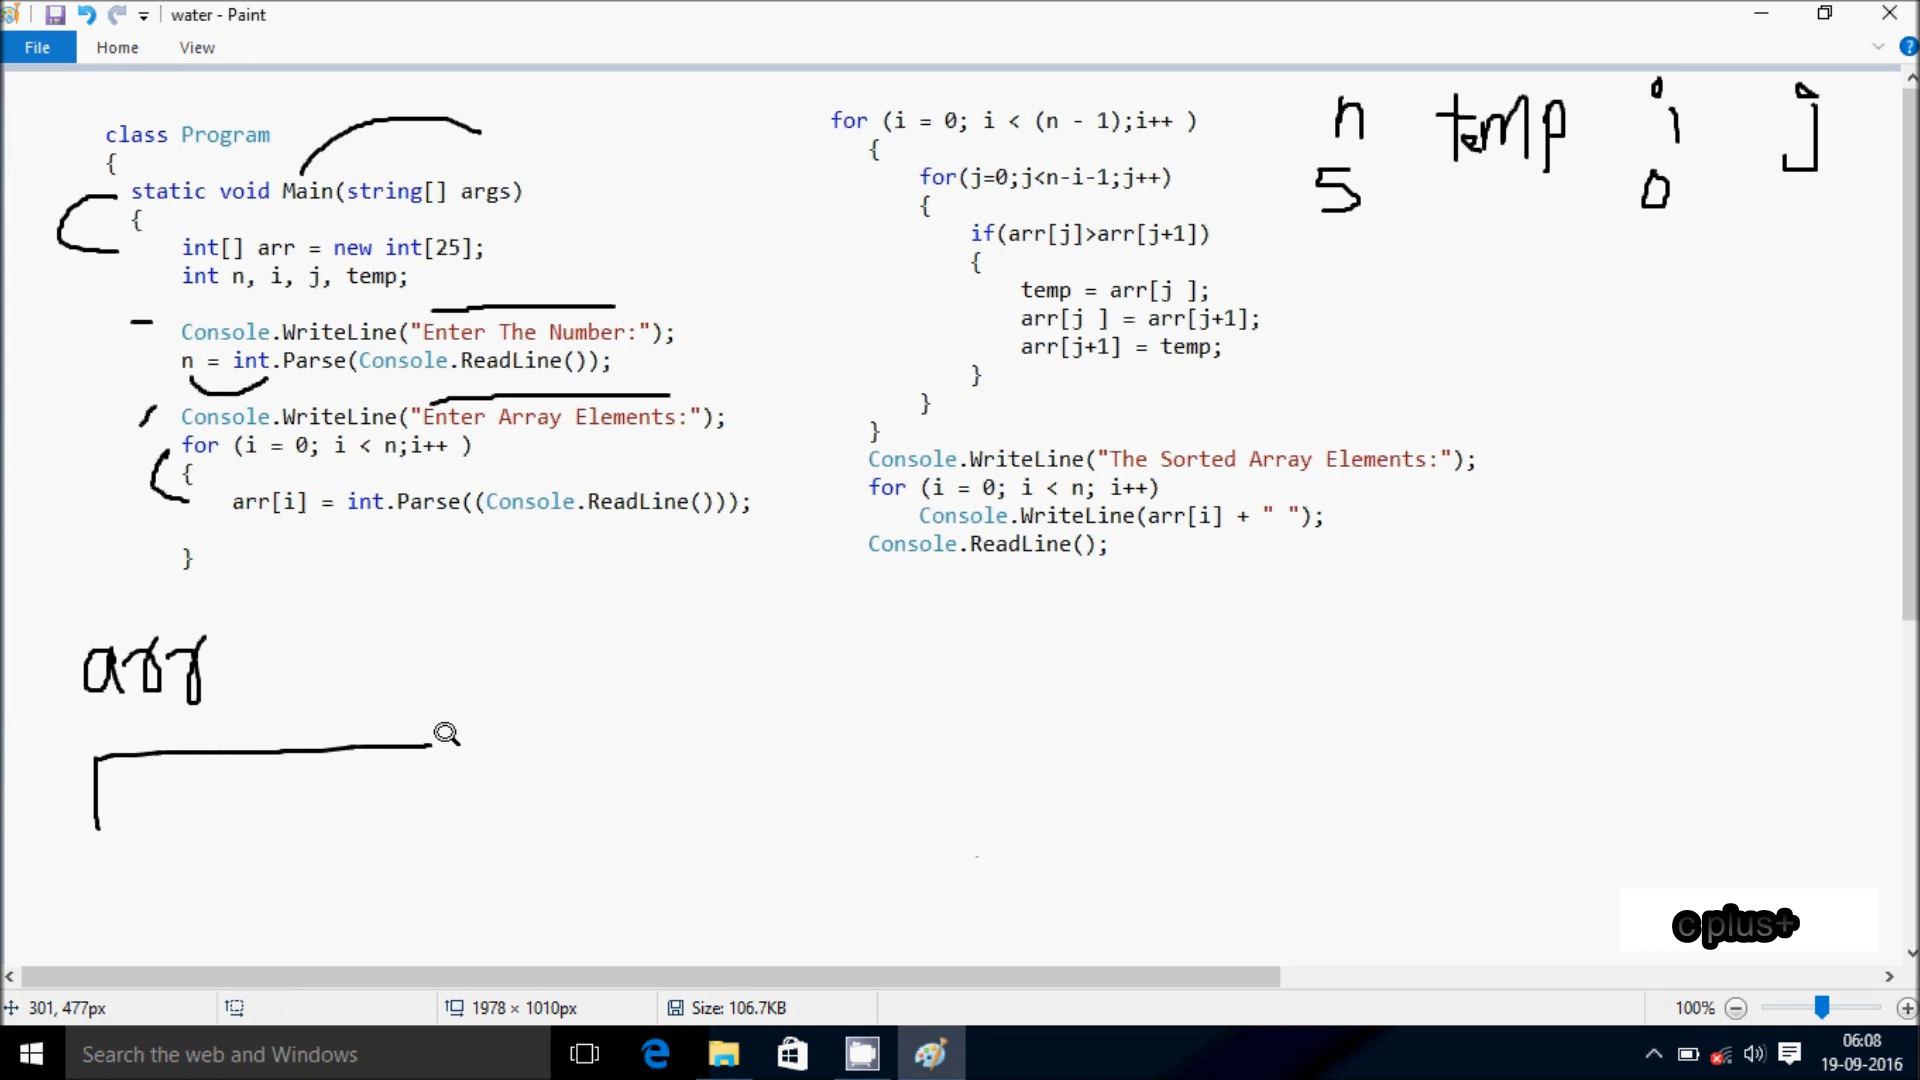 water - Paint
File Home View
class Program
{
static void Main(string[] args)
{
int[] arr = new int[25];
int n, i, j, temp;
Console.WriteLine("Enter The Number:");
n = int.Parse(Console.ReadLine());
Console.WriteLine("Enter Array Elements:");
for (i = 0; i < n;i++ )
{
arr[i] = int.Parse((Console.ReadLine()));
}
for (i = 0; i < (n - 1);i++ )
{
for(j=0;j<n-i-1;j++)
{
if(arr[j]>arr[j+1])
{
temp = arr[j ];
arr[j ] = arr[j+1];
arr[j+1] = temp;
}
}
}
Console.WriteLine("The Sorted Array Elements:");
for (i = 0; i < n; i++)
Console.WriteLine(arr[i] + " ");
Console.ReadLine();
n temp i j
5 0
arr
c plus+
301, 477px 1978 × 1010px Size: 106.7KB 100%
Search the web and Windows
06:08
19-09-2016